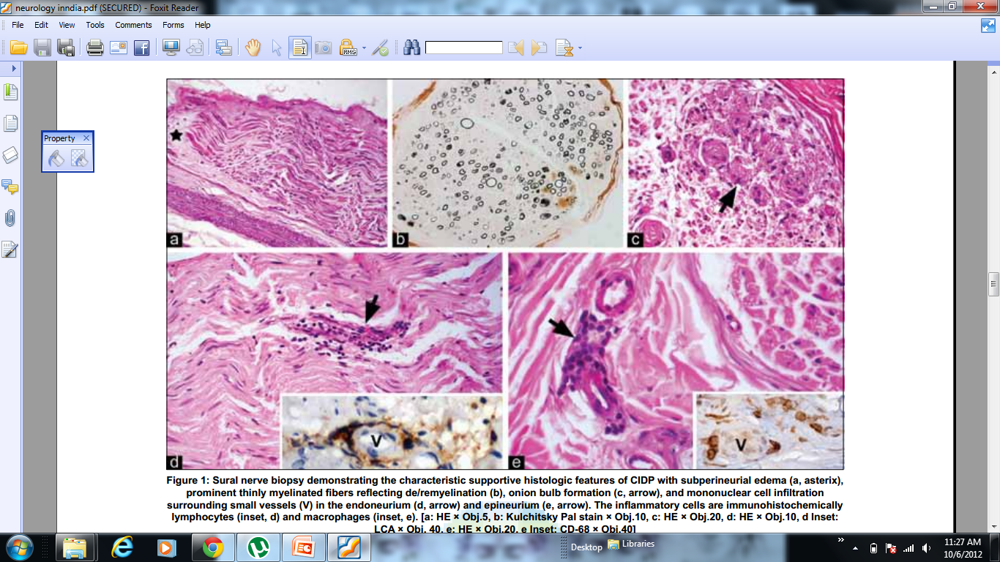 neurology inndia.pdf (SECURED) - Foxit Reader
File Edit View Tools Comments Forms Help
RMS
Property
a
b
c
V
d
V
e
Figure 1: Sural nerve biopsy demonstrating the characteristic supportive histologic features of CIDP with subperineurial edema (a, asterix),
prominent thinly myelinated fibers reflecting de/remyelination (b), onion bulb formation (c, arrow), and mononuclear cell infiltration
surrounding small vessels (V) in the endoneurium (d, arrow) and epineurium (e, arrow). The inflammatory cells are immunohistochemically
lymphocytes (inset, d) and macrophages (inset, e). [a: HE × Obj.5, b: Kulchitsky Pal stain × Obj.10, c: HE × Obj.20, d: HE × Obj.10, d Inset:
LCA × Obj. 40, e: HE × Obj.20, e Inset: CD-68 × Obj.40]
Desktop
Libraries
11:27 AM
10/6/2012